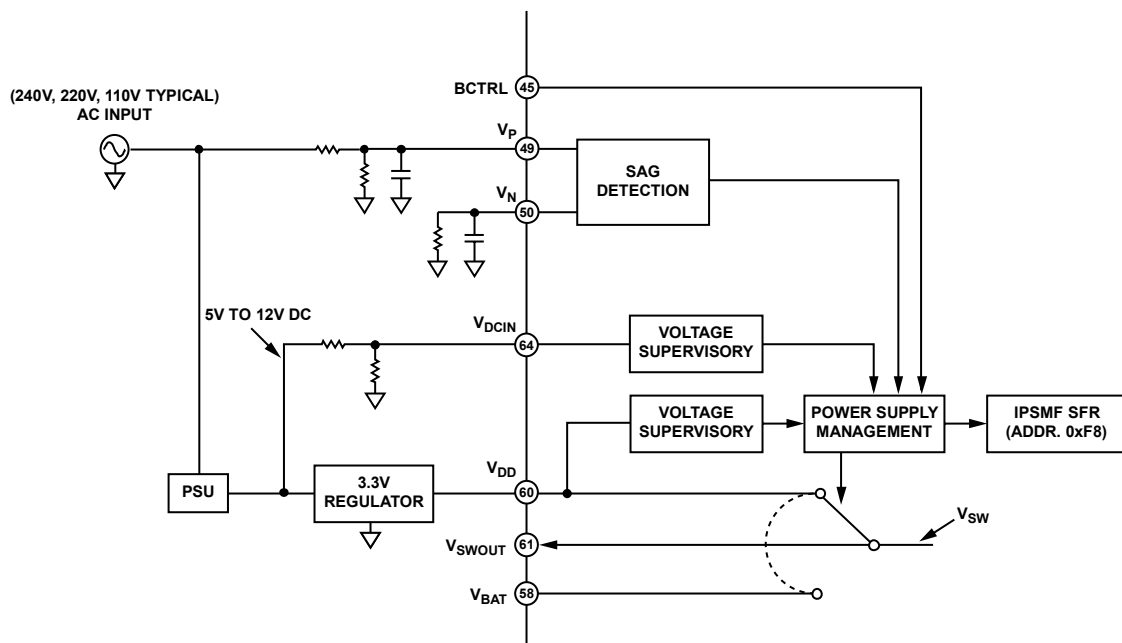 BCTRL
45
(240V, 220V, 110V TYPICAL)
AC INPUT
VP
49
SAG
DETECTION
VN
50
5V TO 12V DC
VDCIN
64
VOLTAGE
SUPERVISORY
VOLTAGE
SUPERVISORY
POWER SUPPLY
MANAGEMENT
IPSMF SFR
(ADDR. 0xF8)
PSU
3.3V
REGULATOR
VDD
60
VSW
VSWOUT
61
VBAT
58